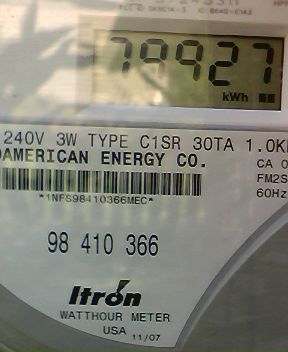 79927
kWh
240V 3W TYPE C1SR 30TA 1.0K
DAMERICAN ENERGY CO.
CA 0
FM2S
60Hz
*1NFS98410366MEC*
98 410 366
Itron
WATTHOUR METER
USA 11/07